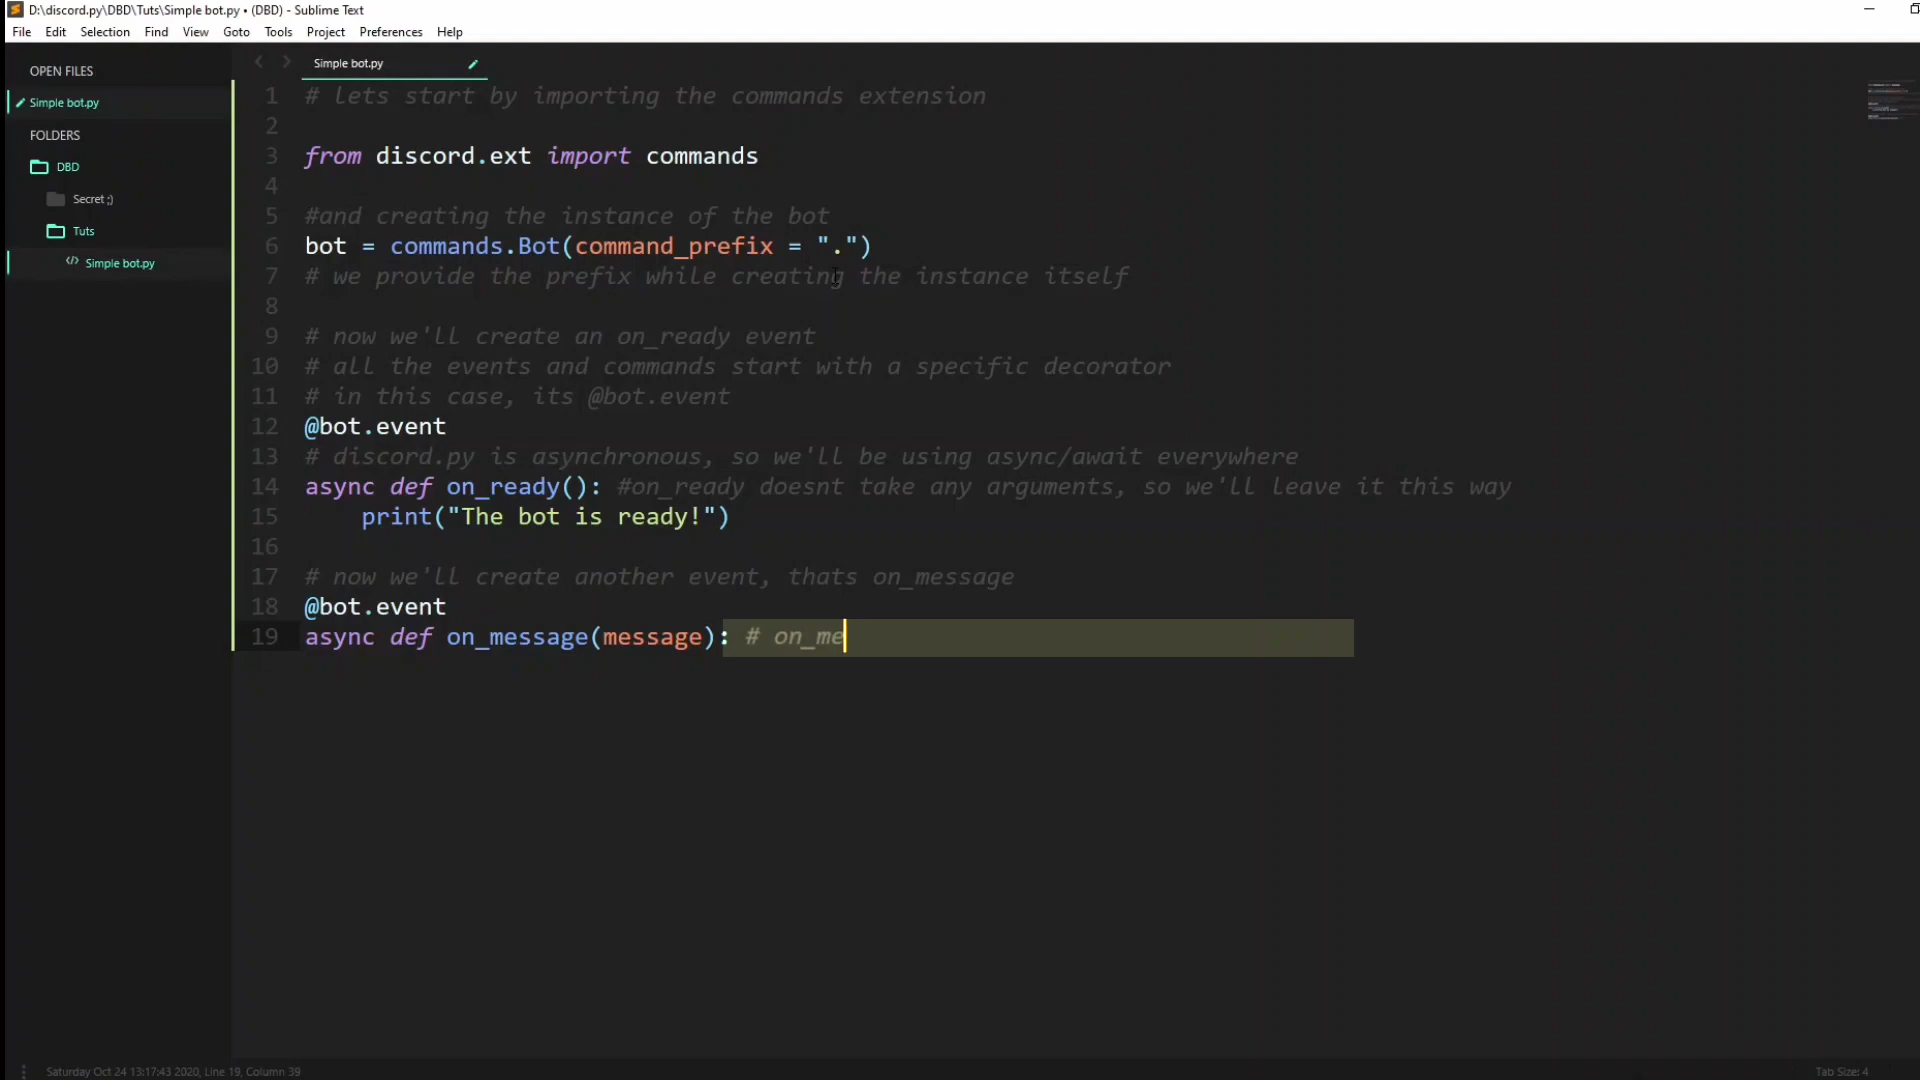 D:\discord.py\DBD\Tuts\Simple bot.py • (DBD) - Sublime Text
File Edit Selection Find View Goto Tools Project Preferences Help
OPEN FILES
Simple bot.py
FOLDERS
DBD
Secret ;)
Tuts
Simple bot.py
Simple bot.py
1 # lets start by importing the commands extension
2
3 from discord.ext import commands
4
5 #and creating the instance of the bot
6 bot = commands.Bot(command_prefix = ".")
7 # we provide the prefix while creating the instance itself
8
9 # now we'll create an on_ready event
10 # all the events and commands start with a specific decorator
11 # in this case, its @bot.event
12 @bot.event
13 # discord.py is asynchronous, so we'll be using async/await everywhere
14 async def on_ready(): #on_ready doesnt take any arguments, so we'll leave it this way
15 print("The bot is ready!")
16
17 # now we'll create another event, thats on_message
18 @bot.event
19 async def on_message(message): # on_me
Saturday Oct 24 13:17:43 2020, Line 19, Column 39
Tab Size: 4